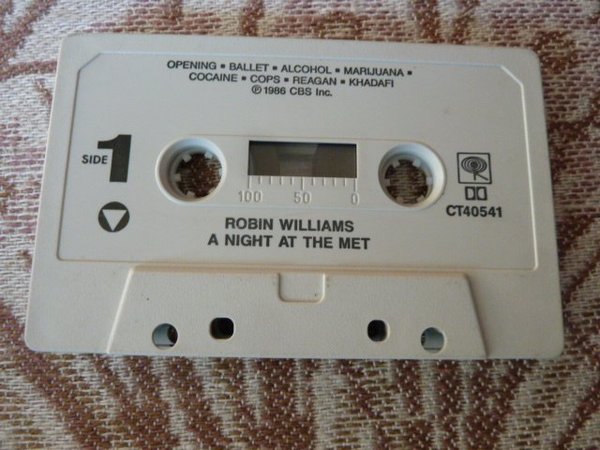 OPENING ▪ BALLET ▪ ALCOHOL ▪ MARIJUANA ▪
COCAINE ▪ COPS ▪ REAGAN ▪ KHADAFI
℗ 1986 CBS Inc.
SIDE 1
100 50 0
CT40541
ROBIN WILLIAMS
A NIGHT AT THE MET